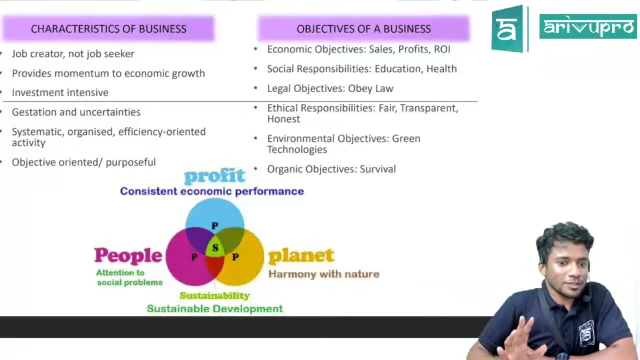 CHARACTERISTICS OF BUSINESS
• Job creator, not job seeker
• Provides momentum to economic growth
• Investment intensive
• Gestation and uncertainties
• Systematic, organised, efficiency-oriented
activity
• Objective oriented/ purposeful
OBJECTIVES OF A BUSINESS
• Economic Objectives: Sales, Profits, ROI
• Social Responsibilities: Education, Health
• Legal Objectives: Obey Law
• Ethical Responsibilities: Fair, Transparent,
Honest
• Environmental Objectives: Green
Technologies
• Organic Objectives: Survival
arivupro
profit
Consistent economic performance
P
S
P
P
People
Attention to
social problems
planet
Harmony with nature
Sustainability
Sustainable Development